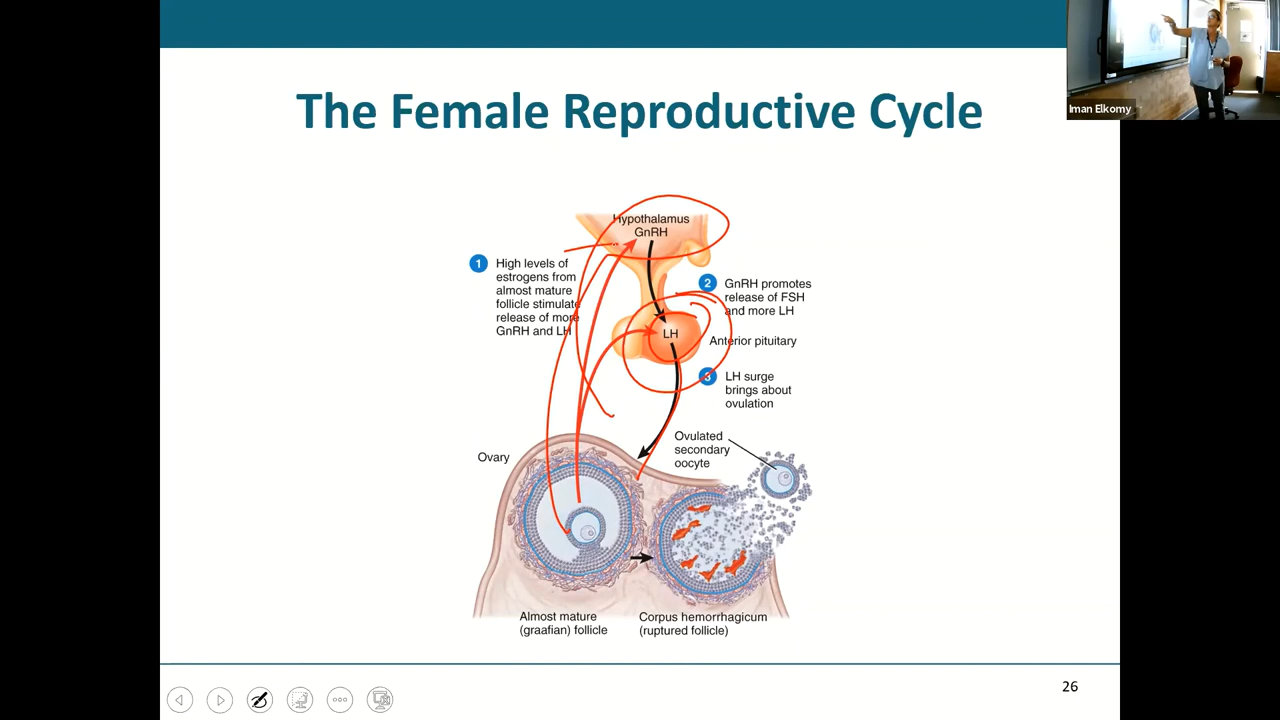 Iman Elkomy
The Female Reproductive Cycle
Hypothalamus
GnRH
1 High levels of
estrogens from
almost mature
follicle stimulate
release of more
GnRH and LH
2 GnRH promotes
release of FSH
and more LH
LH
Anterior pituitary
3 LH surge
brings about
ovulation
Ovulated
secondary
oocyte
Ovary
Almost mature
(graafian) follicle
Corpus hemorrhagicum
(ruptured follicle)
26